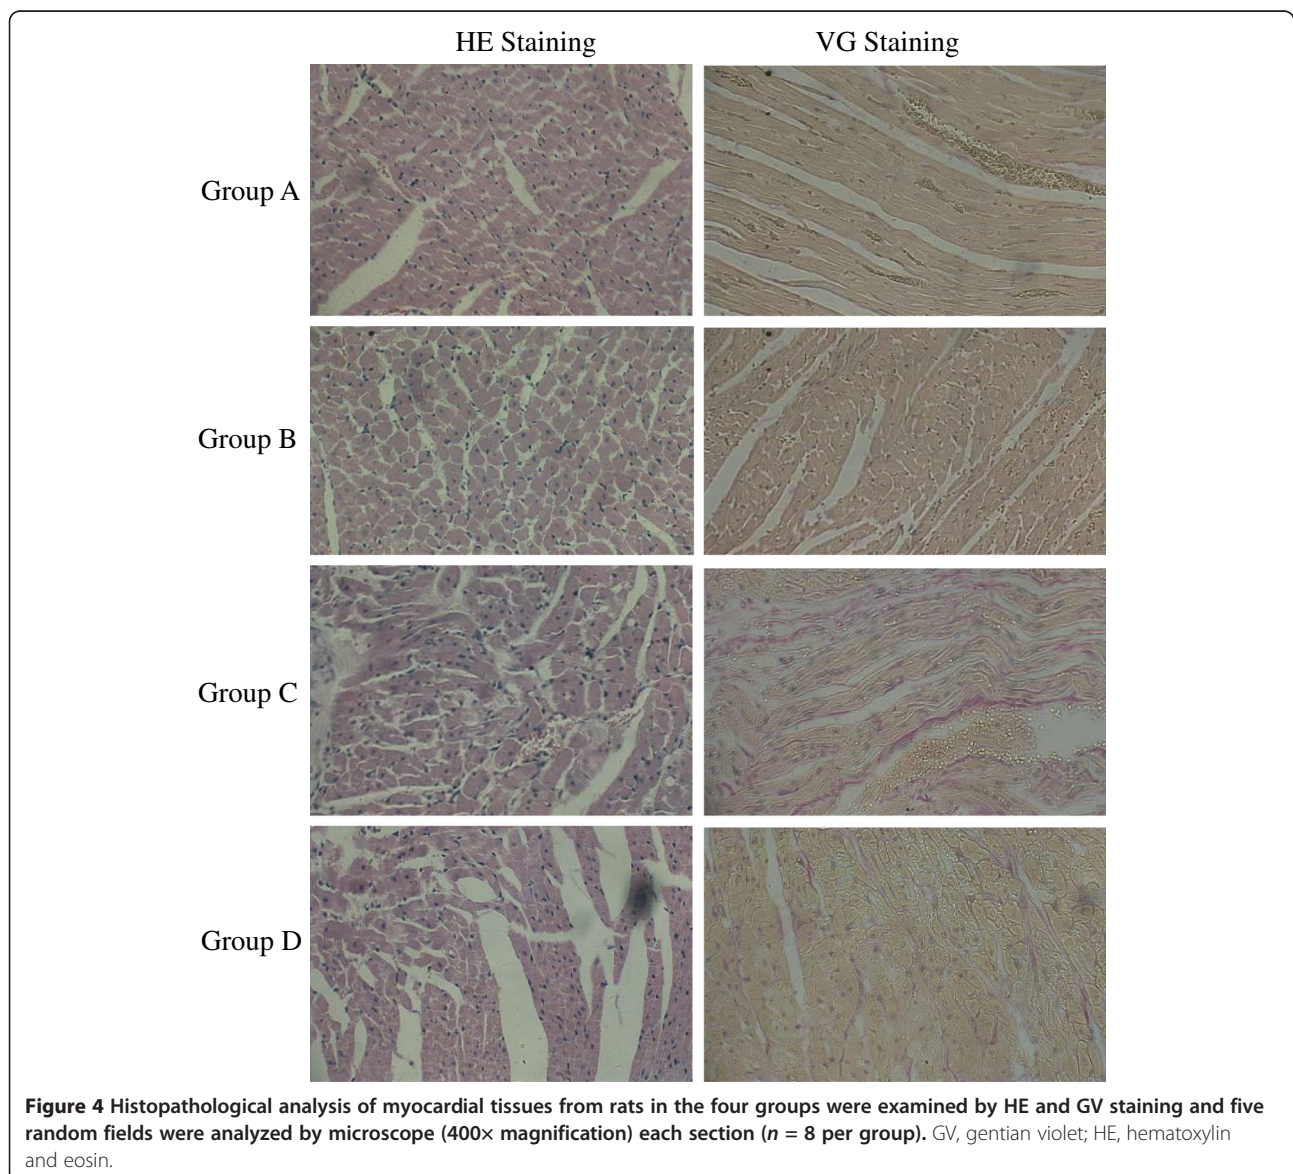 HE Staining
VG Staining
Group A
Group B
Group C
Group D
Figure 4 Histopathological analysis of myocardial tissues from rats in the four groups were examined by HE and GV staining and five
random fields were analyzed by microscope (400× magnification) each section (n = 8 per group). GV, gentian violet; HE, hematoxylin
and eosin.